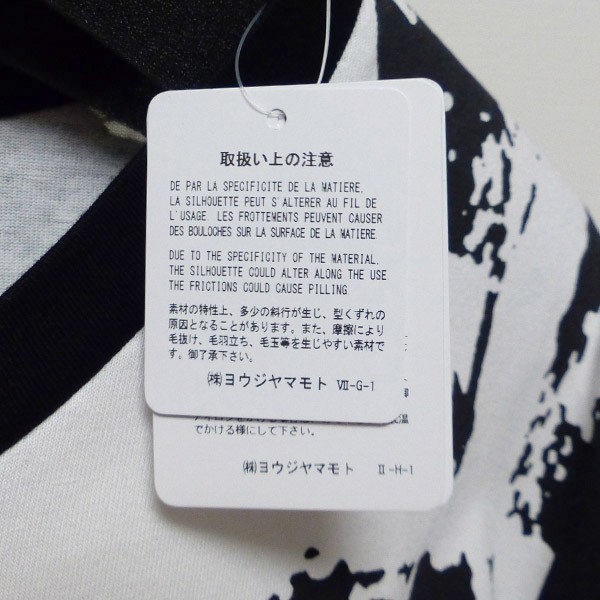 取扱い上の注意
DE PAR LA SPECIFICITE DE LA MATIERE,
LA SILHOUETTE PEUT S'ALTERER AU FIL DE
L'USAGE. LES FROTTEMENTS PEUVENT CAUSER
DES BOULOCHES SUR LA SURFACE DE LA MATIERE
DUE TO THE SPECIFICITY OF THE MATERIAL,
THE SILHOUETTE COULD ALTER ALONG THE USE.
THE FRICTIONS COULD CAUSE PILLING.
素材の特性上、多少の斜行が生じ、型くずれの
原因となることがあります。また、摩擦により
毛抜け、毛羽立ち、毛玉等を生じやすい素材で
す。御了承下さい。
㈱ヨウジヤマモト Ⅶ-G-1
温
でかける様にして下さい。
㈱ヨウジヤマモト Ⅱ-H-1